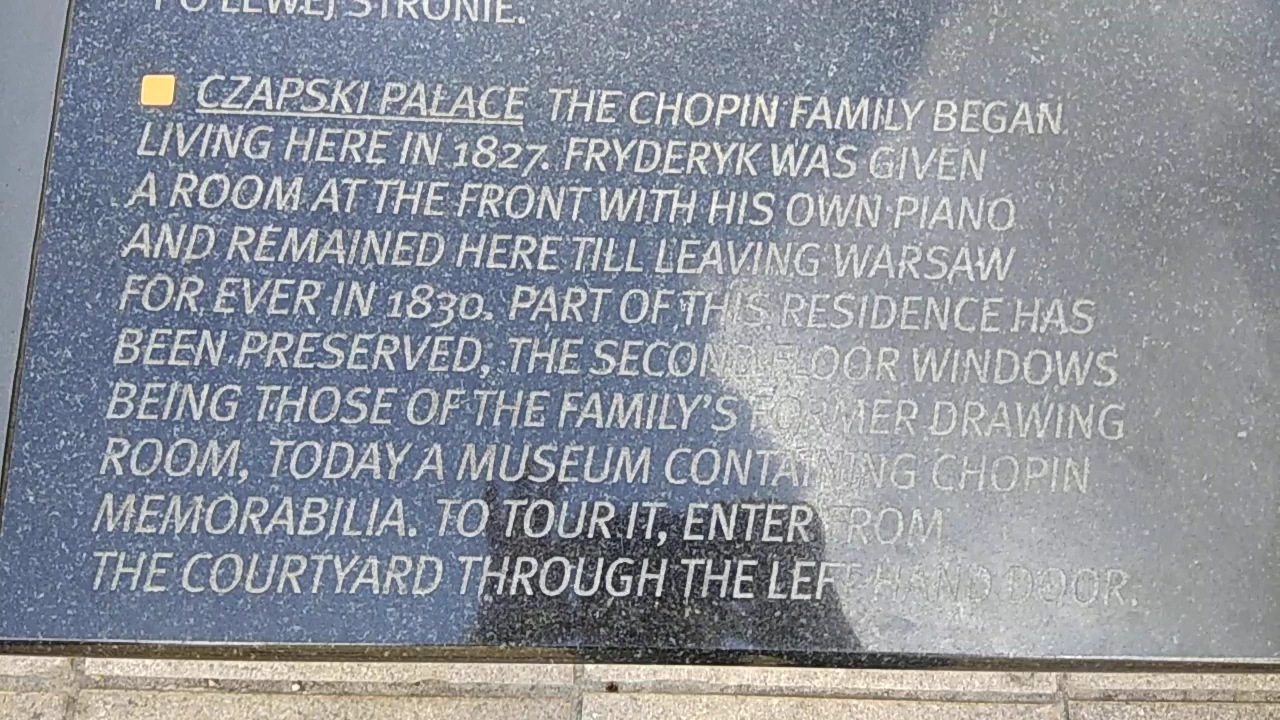 PO LEWEJ STRONIE.
CZAPSKI PAŁACE THE CHOPIN FAMILY BEGAN
LIVING HERE IN 1827. FRYDERYK WAS GIVEN
A ROOM AT THE FRONT WITH HIS OWN PIANO
AND REMAINED HERE TILL LEAVING WARSAW
FOR EVER IN 1830. PART OF THIS RESIDENCE HAS
BEEN PRESERVED, THE SECOND FLOOR WINDOWS
BEING THOSE OF THE FAMILY'S FORMER DRAWING
ROOM, TODAY A MUSEUM CONTAINING CHOPIN
MEMORABILIA. TO TOUR IT, ENTER FROM
THE COURTYARD THROUGH THE LEFT HAND DOOR.